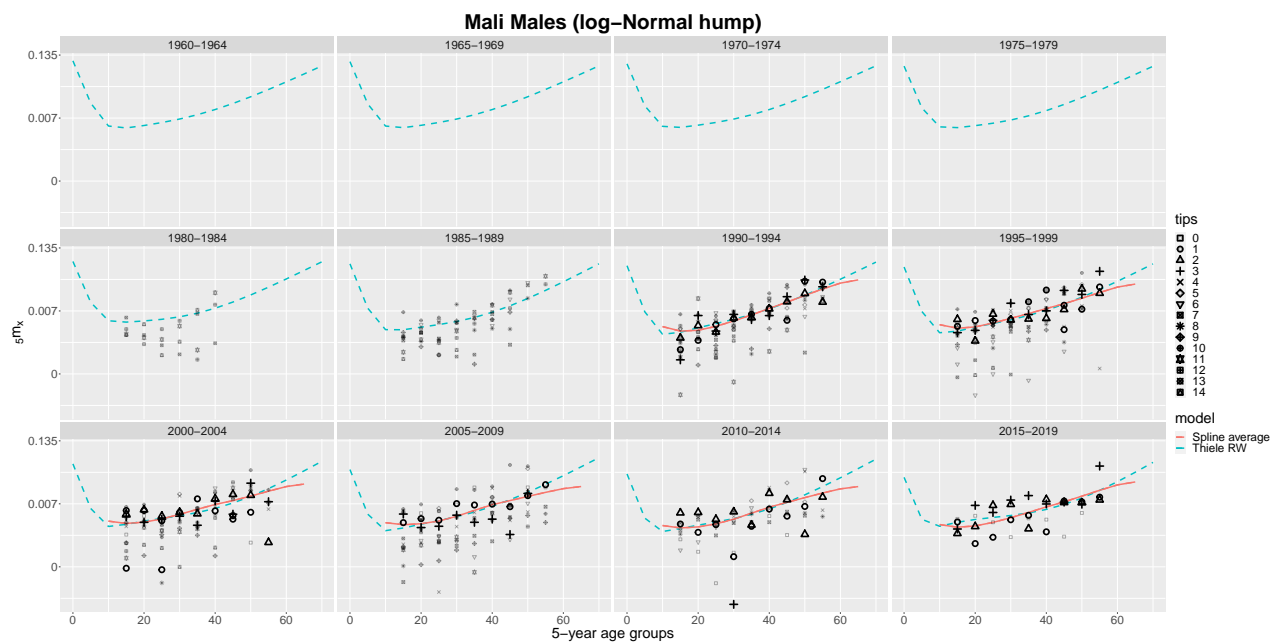 Mali Males (log−Normal hump)
1960−1964 1965−1969 1970−1974 1975−1979
0.135
0.007
0
1980−1984 1985−1989 1990−1994 1995−1999
0.135
0.007
0
2000−2004 2005−2009 2010−2014 2015−2019
0.135
0.007
0
0 20 40 60 0 20 40 60 0 20 40 60 0 20 40 60
5−year age groups
5mx
tips
0
1
2
3
4
5
6
7
8
9
10
11
12
13
14
model
Spline average
Thiele RW